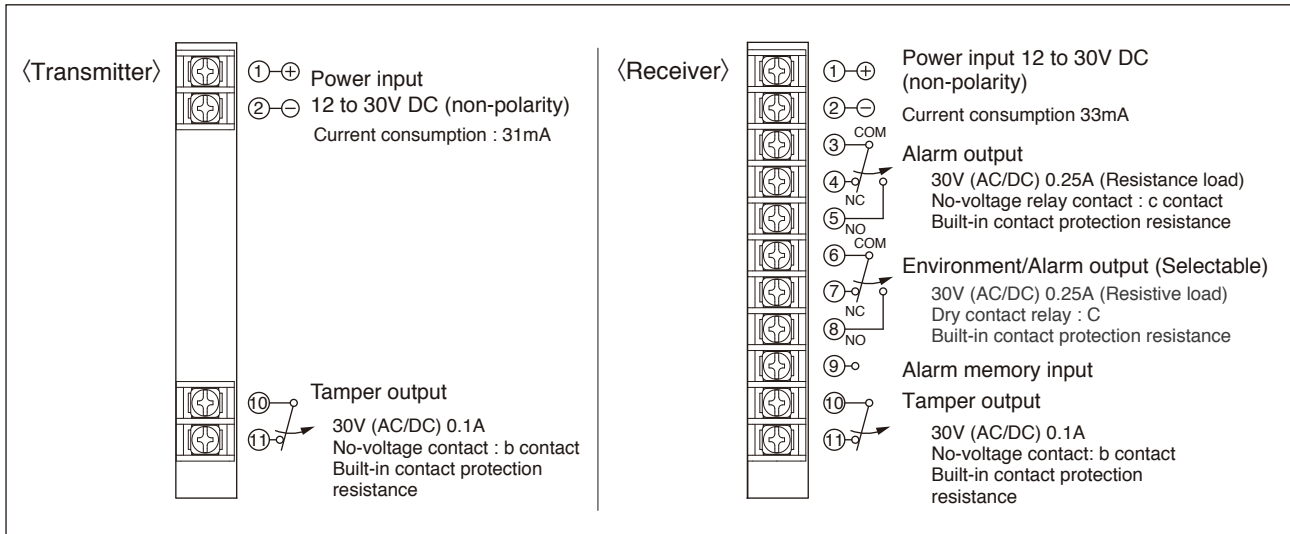 〈Transmitter〉
① ⊕
② ⊖
Power input
12 to 30V DC (non-polarity)
Current consumption : 31mA
⑩
⑪
Tamper output
30V (AC/DC) 0.1A
No-voltage contact : b contact
Built-in contact protection
resistance
〈Receiver〉
① ⊕
② ⊖
Power input 12 to 30V DC
(non-polarity)
Current consumption 33mA
③ COM
④ NC
⑤ NO
Alarm output
30V (AC/DC) 0.25A (Resistance load)
No-voltage relay contact : c contact
Built-in contact protection resistance
⑥ COM
⑦ NC
⑧ NO
Environment/Alarm output (Selectable)
30V (AC/DC) 0.25A (Resistive load)
Dry contact relay : C
Built-in contact protection resistance
⑨ Alarm memory input
⑩
⑪
Tamper output
30V (AC/DC) 0.1A
No-voltage contact: b contact
Built-in contact protection
resistance